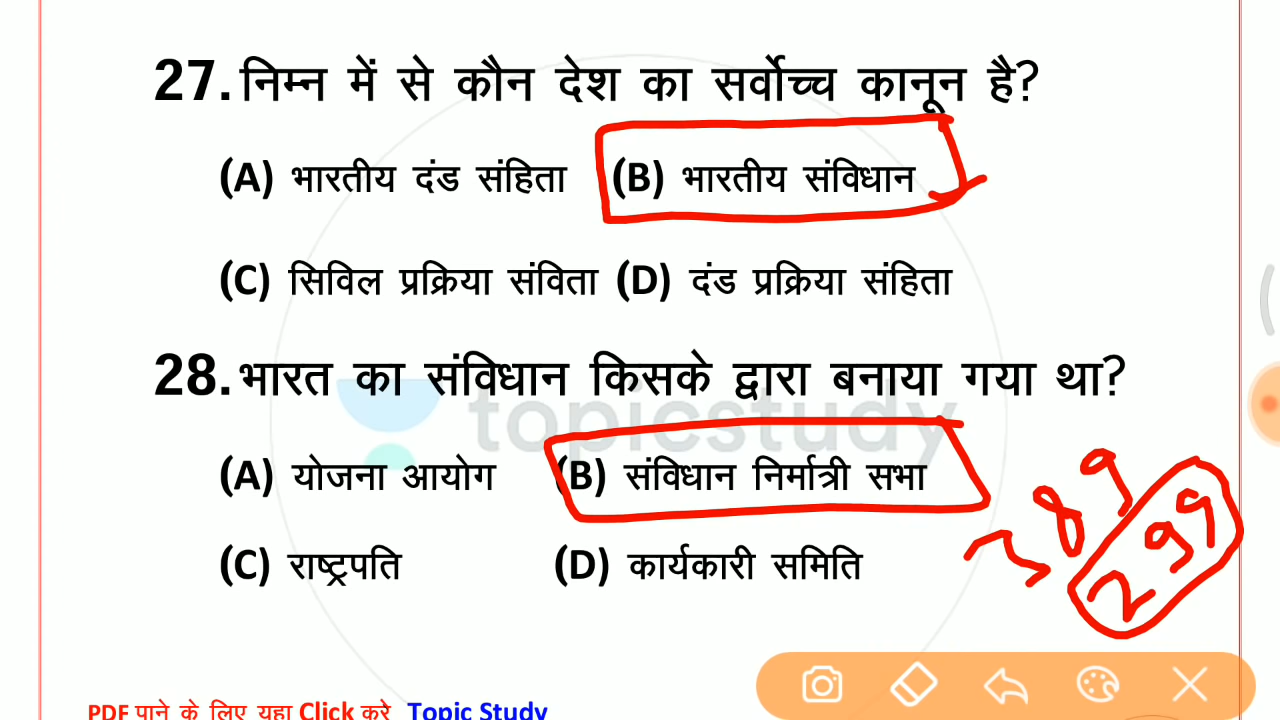 27. निम्न में से कौन देश का सर्वोच्च कानून है?
(A) भारतीय दंड संहिता (B) भारतीय संविधान
(C) सिविल प्रक्रिया संविता (D) दंड प्रक्रिया संहिता
28. भारत का संविधान किसके द्वारा बनाया गया था?
topicstudy
(A) योजना आयोग (B) संविधान निर्मात्री सभा
389
299
(C) राष्ट्रपति (D) कार्यकारी समिति
PDF पाने के लिए यहा Click करे Topic Study